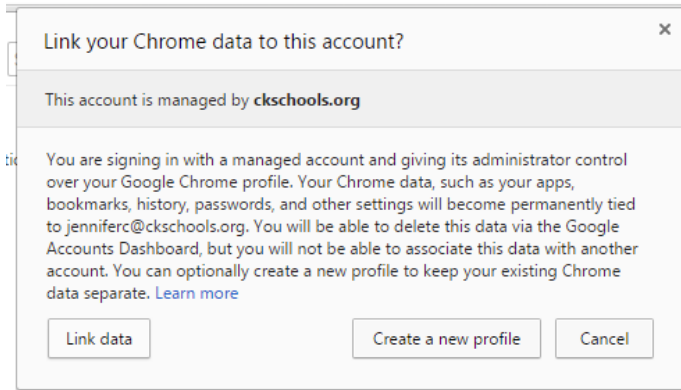 Link your Chrome data to this account?
This account is managed by ckschools.org
You are signing in with a managed account and giving its administrator control
over your Google Chrome profile. Your Chrome data, such as your apps,
bookmarks, history, passwords, and other settings will become permanently tied
to jenniferc@ckschools.org. You will be able to delete this data via the Google
Accounts Dashboard, but you will not be able to associate this data with another
account. You can optionally create a new profile to keep your existing Chrome
data separate. Learn more
Link data Create a new profile Cancel